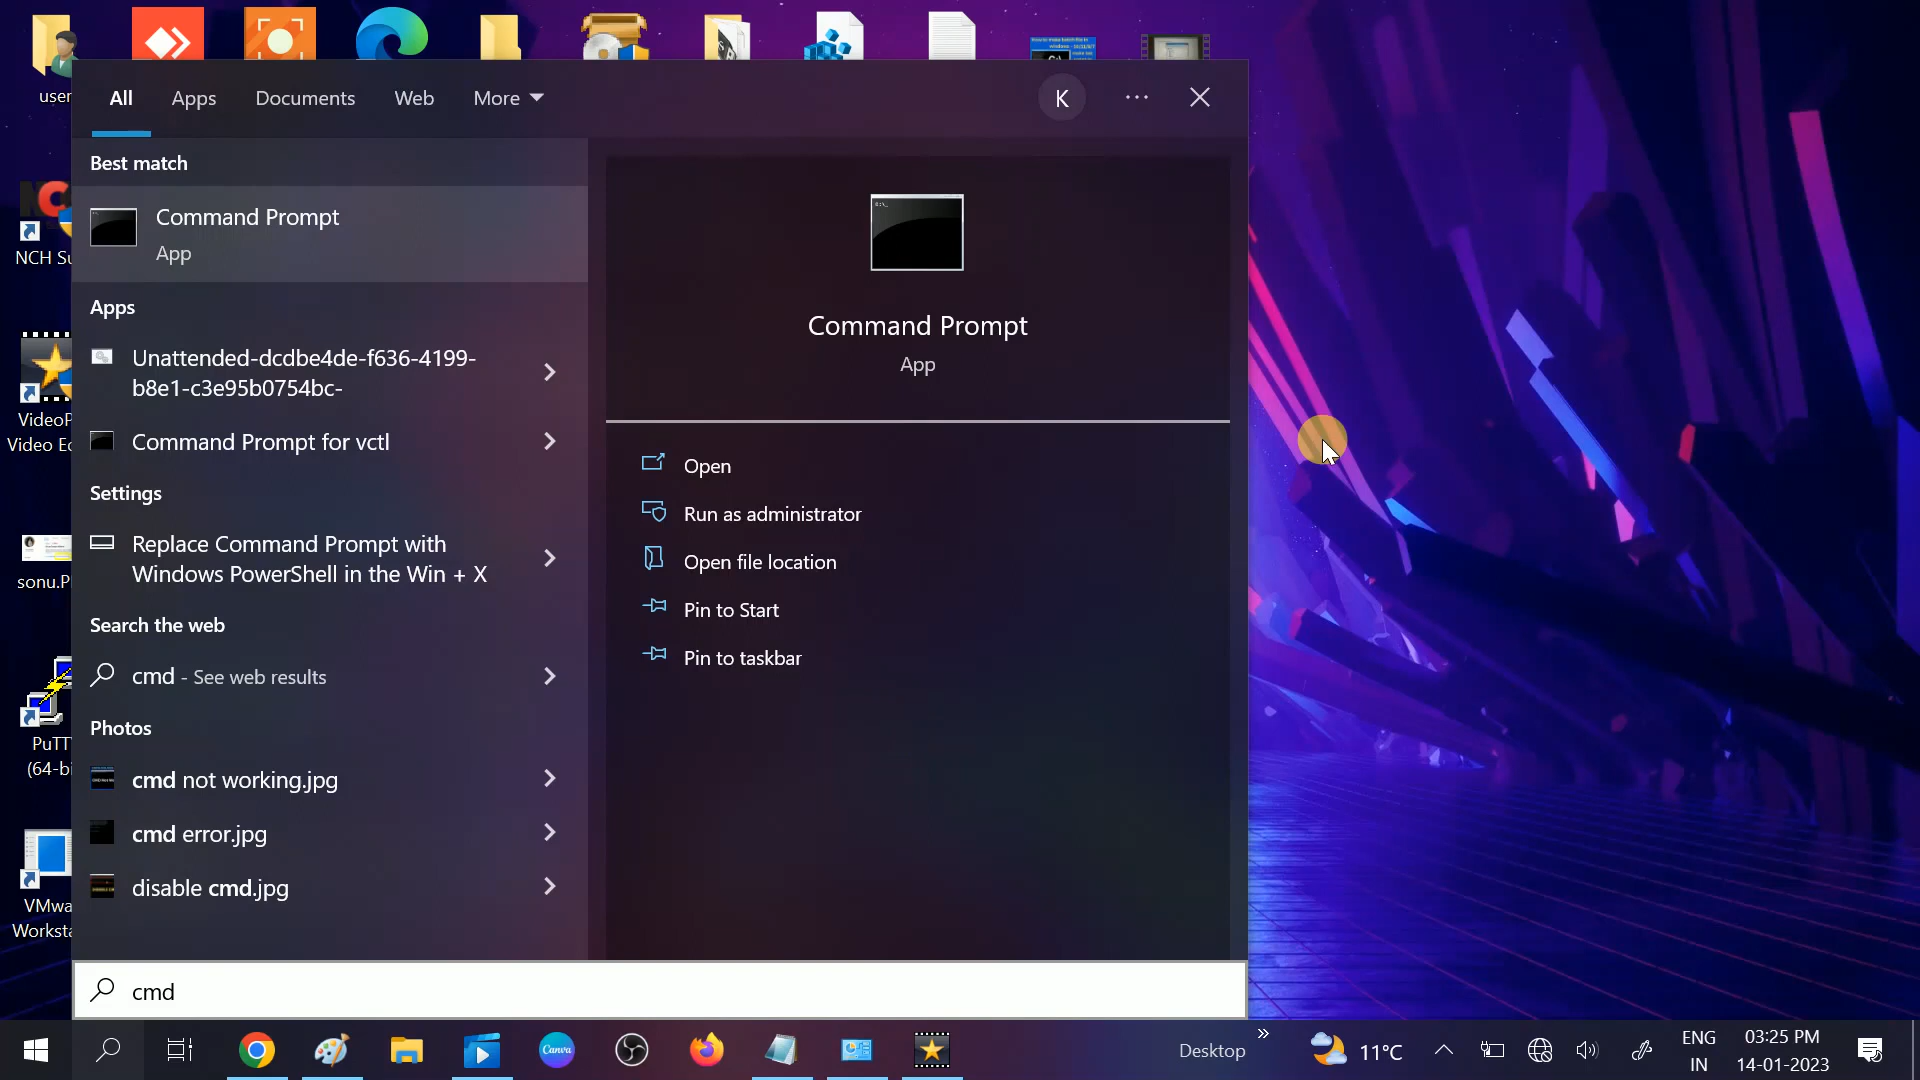 user
All Apps Documents Web More K
Best match
Command Prompt
App
Apps
Unattended-dcdbe4de-f636-4199-
b8e1-c3e95b0754bc-
Command Prompt for vctl
Settings
Replace Command Prompt with
Windows PowerShell in the Win + X
Search the web
cmd - See web results
Photos
cmd not working.jpg
cmd error.jpg
disable cmd.jpg
Command Prompt
App
Open
Run as administrator
Open file location
Pin to Start
Pin to taskbar
NCH Su
VideoP
Video Ed
sonu.P
PuTT
(64-bi
VMwa
Workst
cmd
Canva
Desktop
11°C
ENG
IN
03:25 PM
14-01-2023